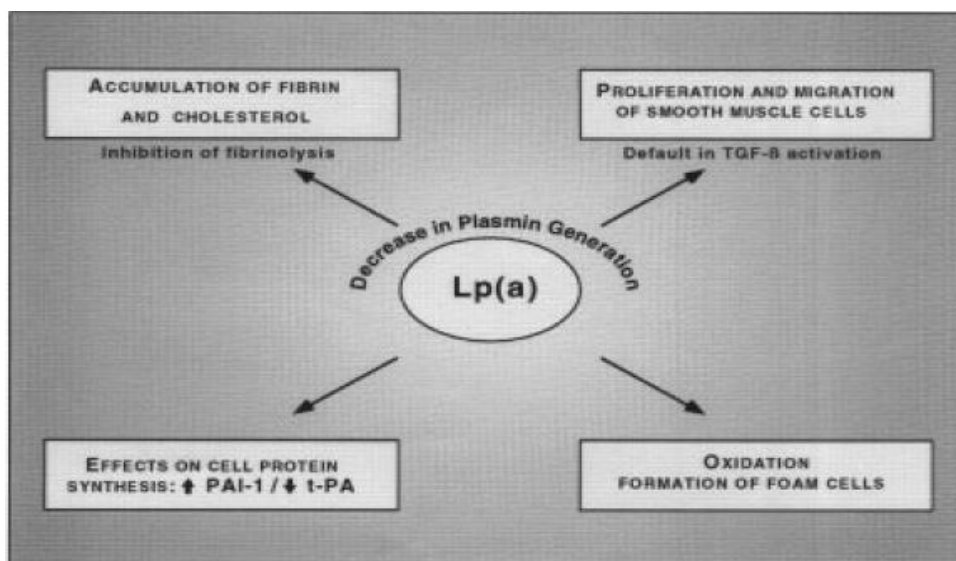 ACCUMULATION OF FIBRIN
AND CHOLESTEROL
Inhibition of fibrinolysis
PROLIFERATION AND MIGRATION
OF SMOOTH MUSCLE CELLS
Default in TGF-ß activation
Decrease in Plasmin Generation
Lp(a)
EFFECTS ON CELL PROTEIN
SYNTHESIS: ⬆ PAI-1 / ⬇ t-PA
OXIDATION
FORMATION OF FOAM CELLS